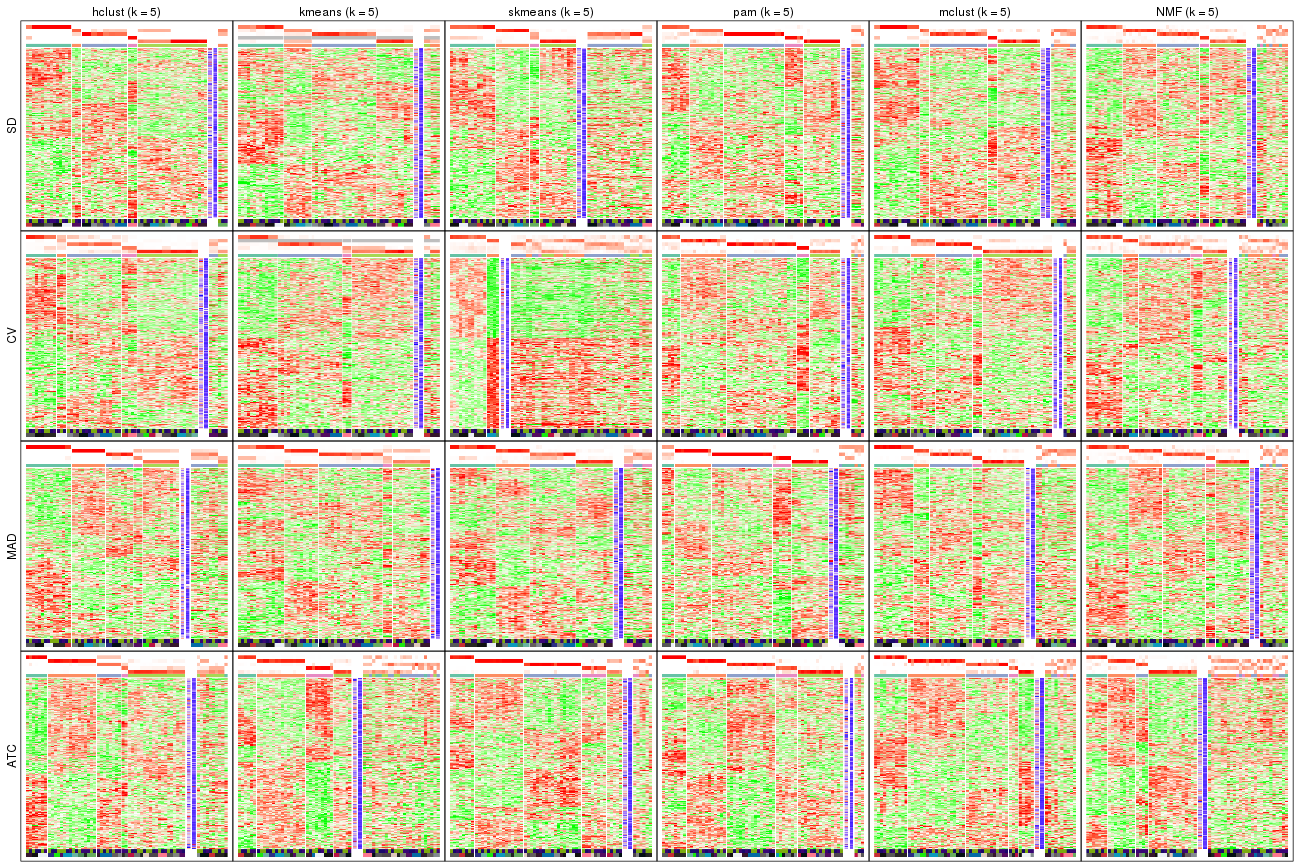 hclust (k = 5) kmeans (k = 5) skmeans (k = 5) pam (k = 5) mclust (k = 5) NMF (k = 5)
SD
CV
MAD
ATC